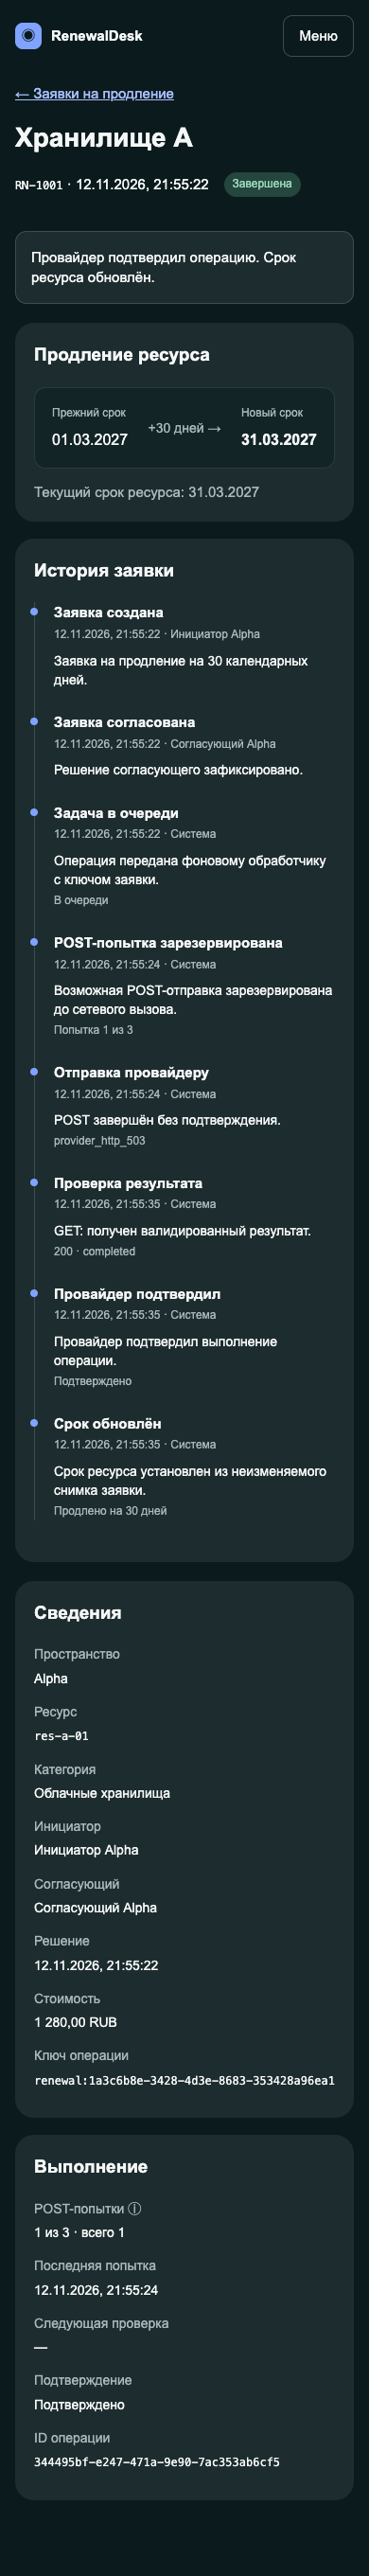 RenewalDesk
Меню
← Заявки на продление
Хранилище A
RN-1001 · 12.11.2026, 21:55:22
Завершена
Провайдер подтвердил операцию. Срок
ресурса обновлён.
Продление ресурса
Прежний срок
01.03.2027
+30 дней →
Новый срок
31.03.2027
Текущий срок ресурса: 31.03.2027
История заявки
Заявка создана
12.11.2026, 21:55:22 · Инициатор Alpha
Заявка на продление на 30 календарных
дней.
Заявка согласована
12.11.2026, 21:55:22 · Согласующий Alpha
Решение согласующего зафиксировано.
Задача в очереди
12.11.2026, 21:55:22 · Система
Операция передана фоновому обработчику
с ключом заявки.
В очереди
POST-попытка зарезервирована
12.11.2026, 21:55:24 · Система
Возможная POST-отправка зарезервирована
до сетевого вызова.
Попытка 1 из 3
Отправка провайдеру
12.11.2026, 21:55:24 · Система
POST завершён без подтверждения.
provider_http_503
Проверка результата
12.11.2026, 21:55:35 · Система
GET: получен валидированный результат.
200 · completed
Провайдер подтвердил
12.11.2026, 21:55:35 · Система
Провайдер подтвердил выполнение
операции.
Подтверждено
Срок обновлён
12.11.2026, 21:55:35 · Система
Срок ресурса установлен из неизменяемого
снимка заявки.
Продлено на 30 дней
Сведения
Пространство
Alpha
Ресурс
res-a-01
Категория
Облачные хранилища
Инициатор
Инициатор Alpha
Согласующий
Согласующий Alpha
Решение
12.11.2026, 21:55:22
Стоимость
1 280,00 RUB
Ключ операции
renewal:1a3c6b8e-3428-4d3e-8683-353428a96ea1
Выполнение
POST-попытки ⓘ
1 из 3 · всего 1
Последняя попытка
12.11.2026, 21:55:24
Следующая проверка
—
Подтверждение
Подтверждено
ID операции
344495bf-e247-471a-9e90-7ac353ab6cf5